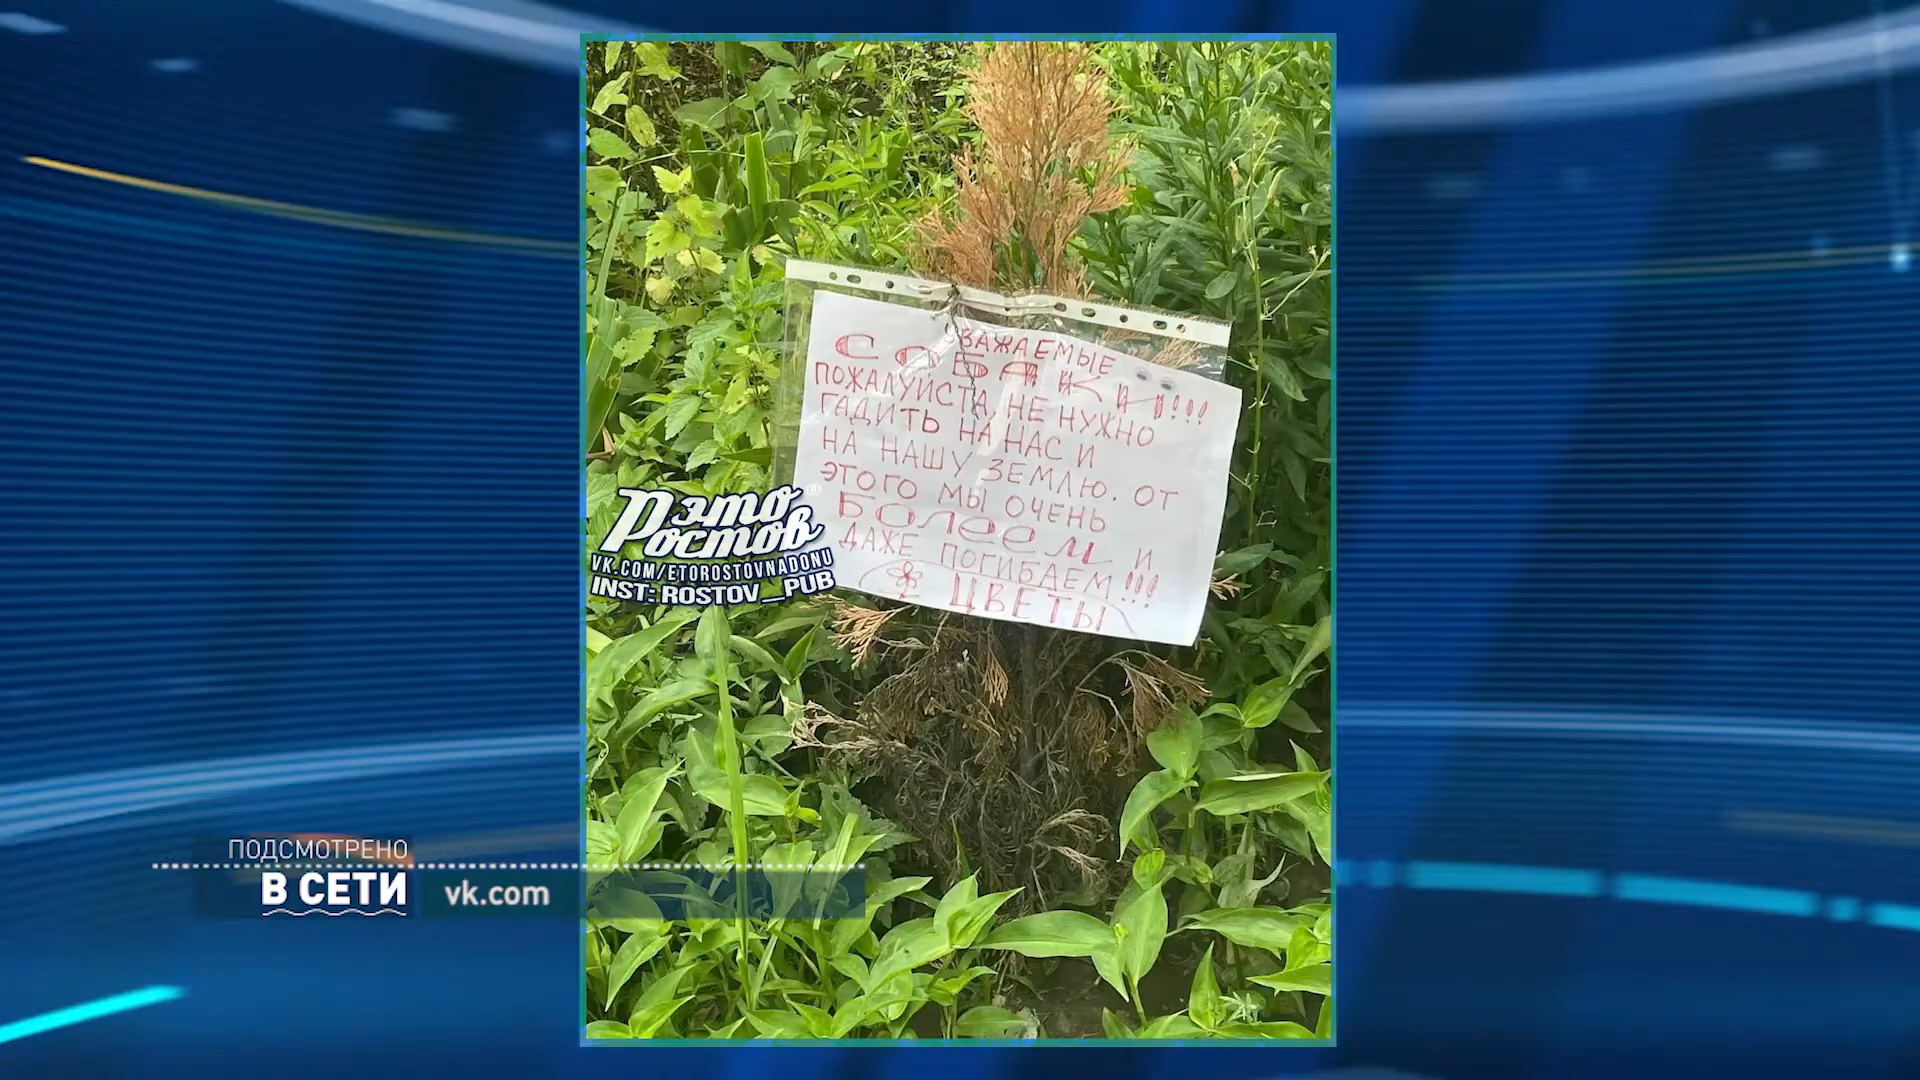 УВАЖАЕМЫЕ
СОБАКИ!!!!
ПОЖАЛУЙСТА, НЕ НУЖНО
ГАДИТЬ НА НАС И
НА НАШУ ЗЕМЛЮ. ОТ
ЭТОГО МЫ ОЧЕНЬ
БОЛЕЕМ И
ДАЖЕ ПОГИБАЕМ!!!
ЦВЕТЫ
Рэто Ростов®
VK.COM/ETOROSTOVNADONU
INST: ROSTOV_PUB
ПОДСМОТРЕНО
В СЕТИ
vk.com